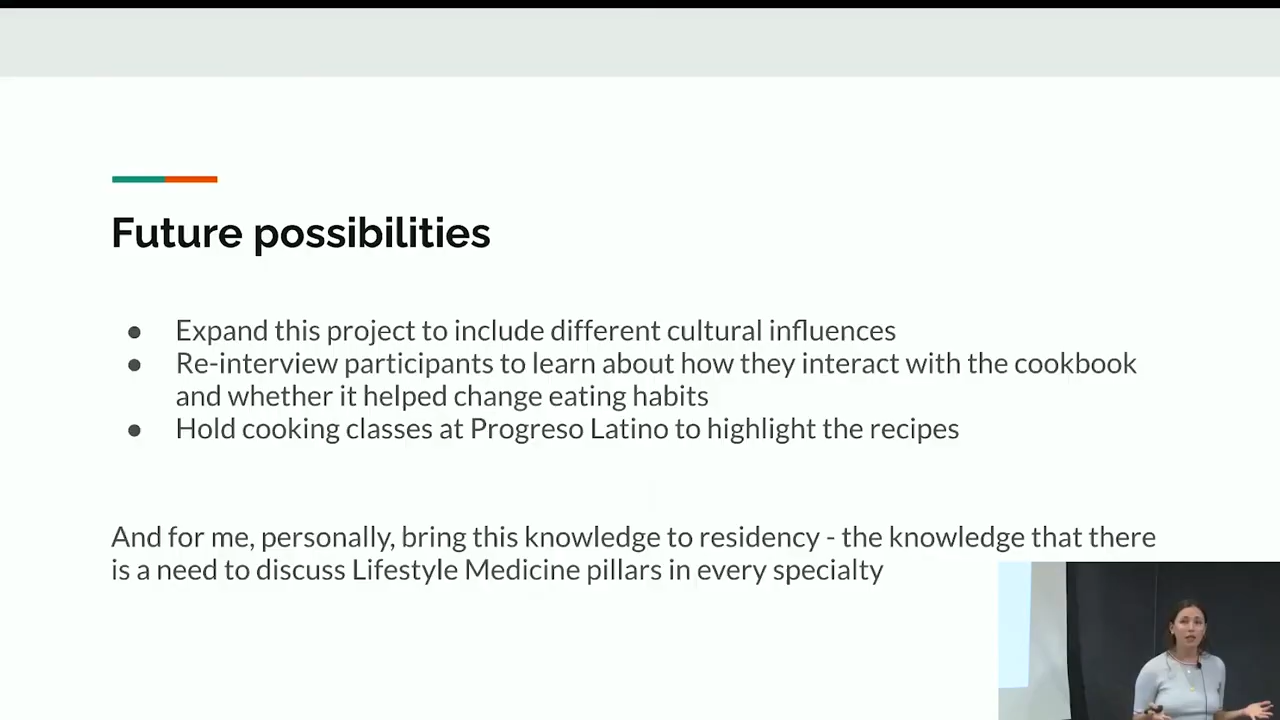 Future possibilities
● Expand this project to include different cultural influences
● Re-interview participants to learn about how they interact with the cookbook
and whether it helped change eating habits
● Hold cooking classes at Progreso Latino to highlight the recipes
And for me, personally, bring this knowledge to residency - the knowledge that there
is a need to discuss Lifestyle Medicine pillars in every specialty